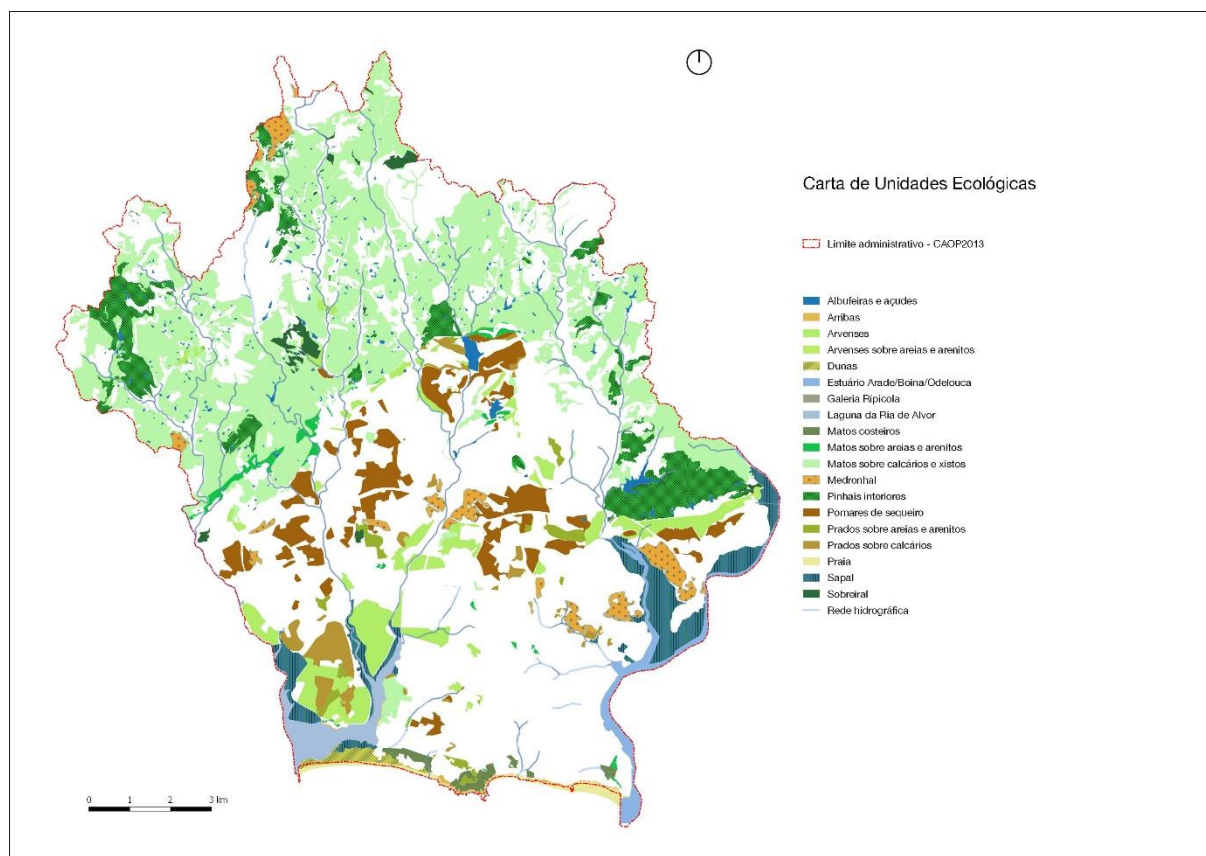 Carta de Unidades Ecológicas
Limite administrativo - CAOP2013
Albufeiras e açudes
Arribas
Arvenses
Arvenses sobre areias e arenitos
Dunas
Estuário Arade/Boina/Odelouca
Galeria Ripícola
Laguna da Ria de Alvor
Matos costeiros
Matos sobre areias e arenitos
Matos sobre calcários e xistos
Medronhal
Pinhais interiores
Pomares de sequeiro
Prados sobre areias e arenitos
Prados sobre calcários
Praia
Sapal
Sobreiral
Rede hidrográfica
0 1 2 3 km